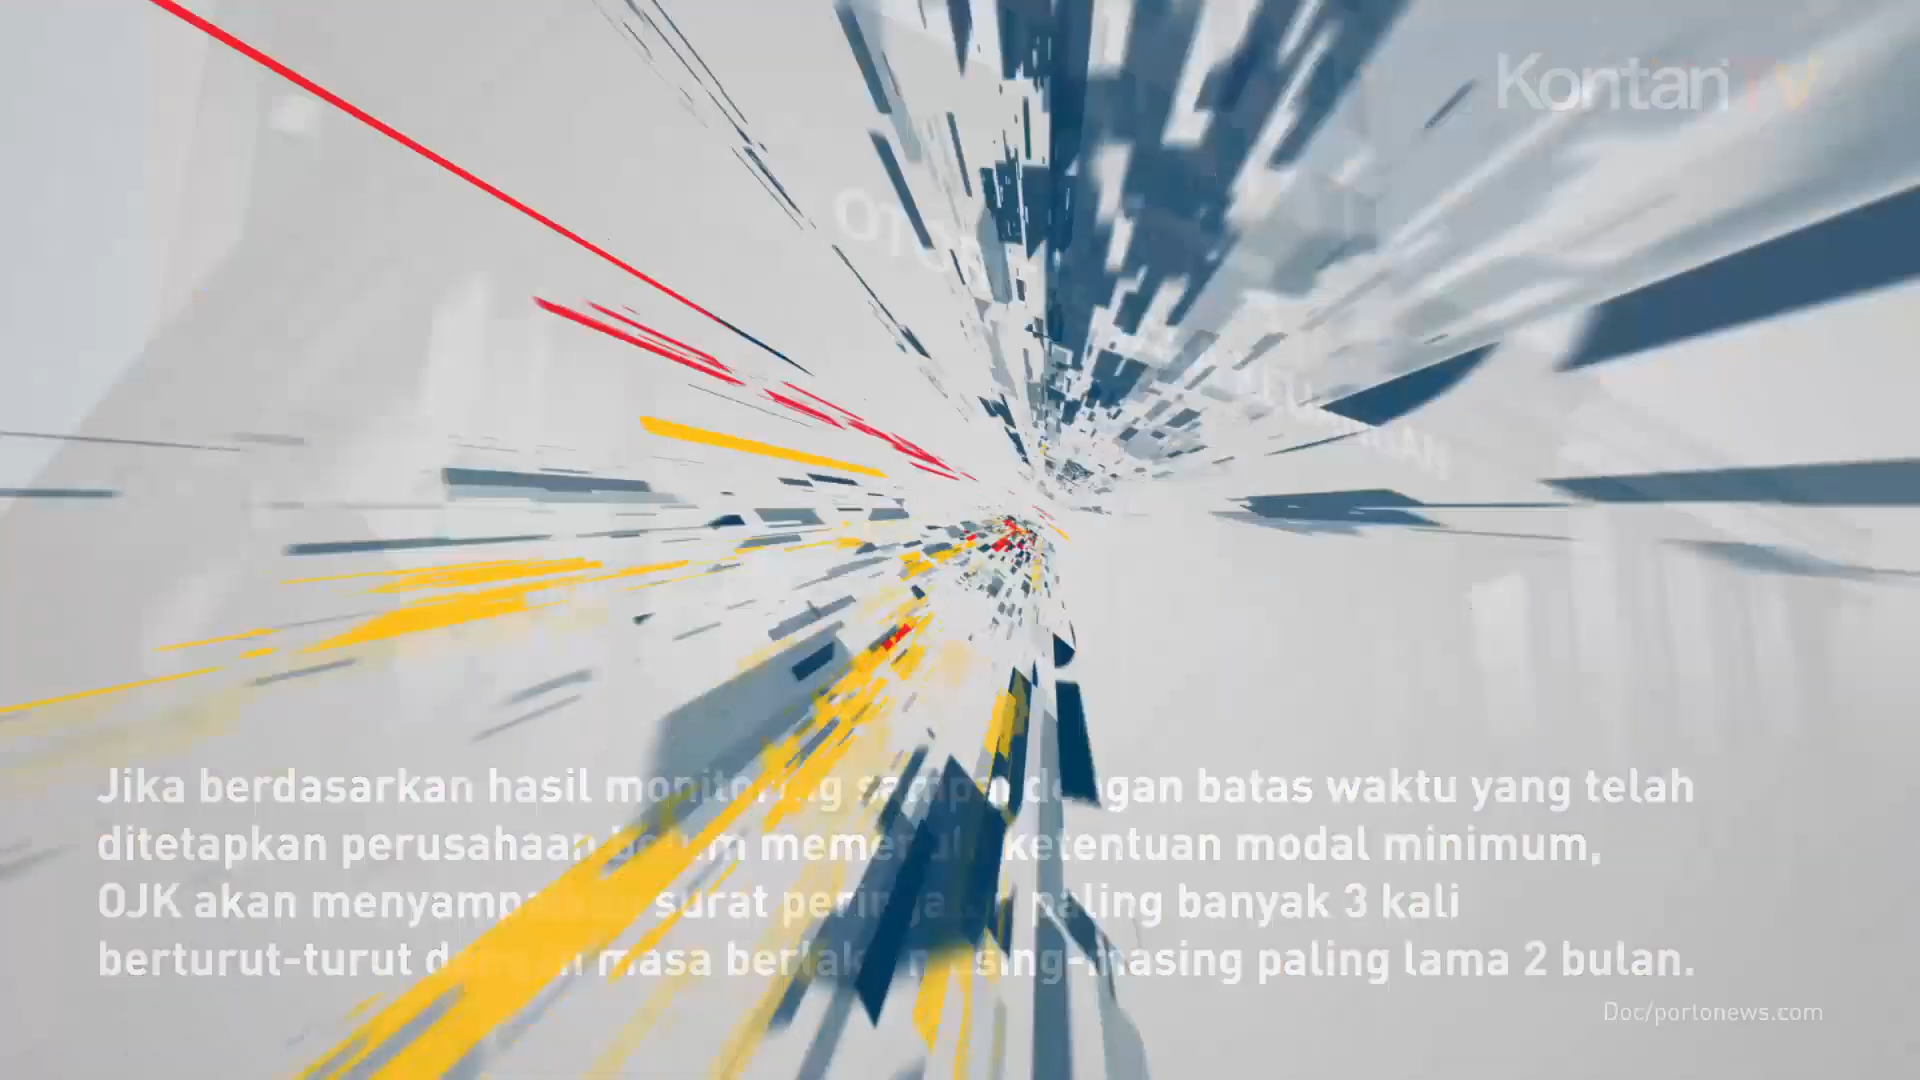 KontanTV
Jika berdasarkan hasil monitoring sampai dengan batas waktu yang telah
ditetapkan perusahaan belum memenuhi ketentuan modal minimum,
OJK akan menyampaikan surat peringatan paling banyak 3 kali
berturut-turut dengan masa berlaku masing-masing paling lama 2 bulan.
Doc/portonews.com